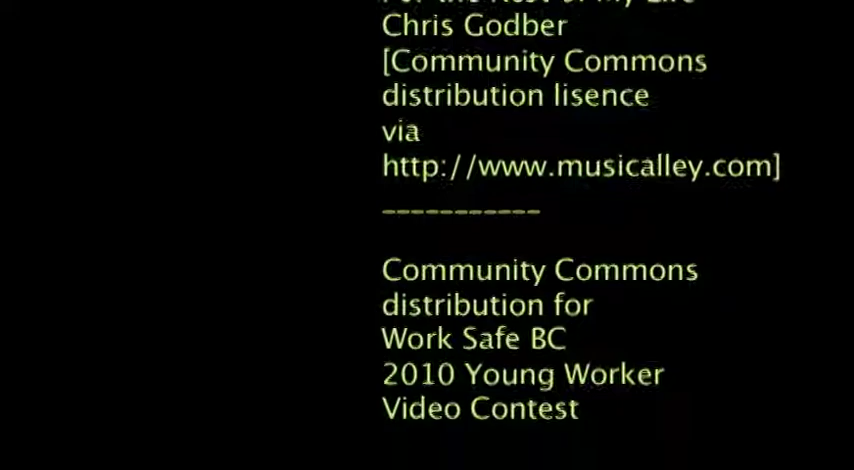 Chris Godber
[Community Commons
distribution lisence
via
http://www.musicalley.com]
-----------
Community Commons
distribution for
Work Safe BC
2010 Young Worker
Video Contest